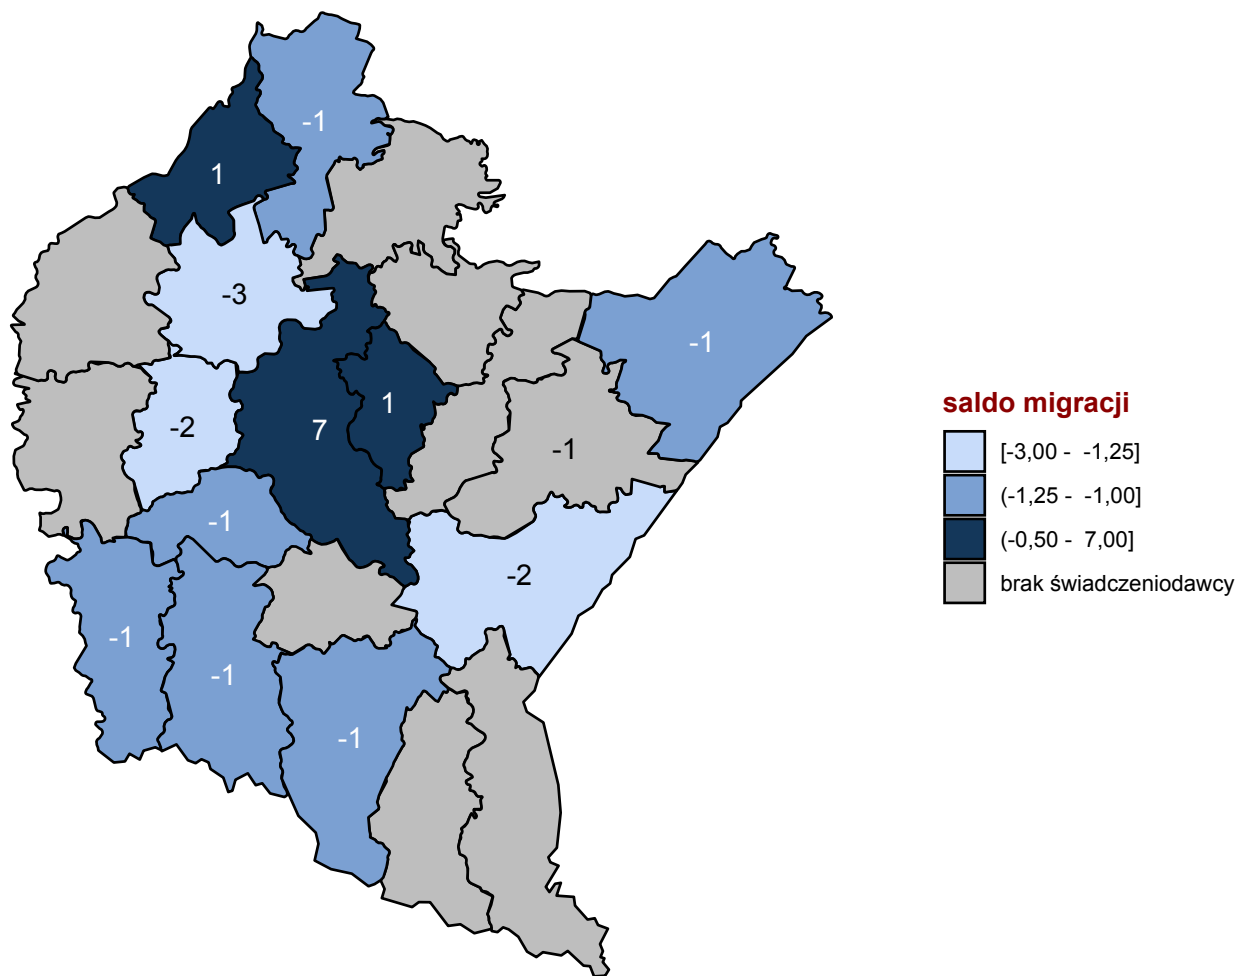 -1
1
-3
-1
-2
7
1
-1
-1
-2
-1
-1
-1
saldo migracji
[-3,00 - -1,25]
(-1,25 - -1,00]
(-0,50 - 7,00]
brak świadczeniodawcy